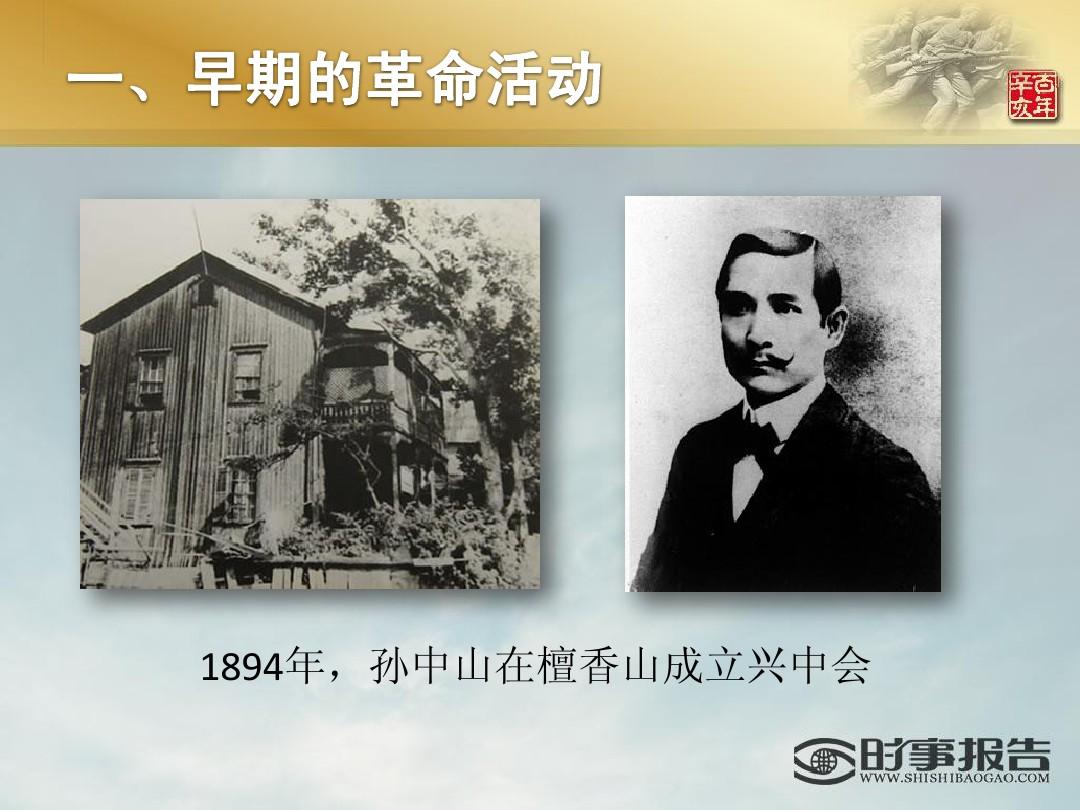 一、早期的革命活动
百年
辛亥
1894年，孙中山在檀香山成立兴中会
时事报告
WWW.SHISHIBAOGAO.COM